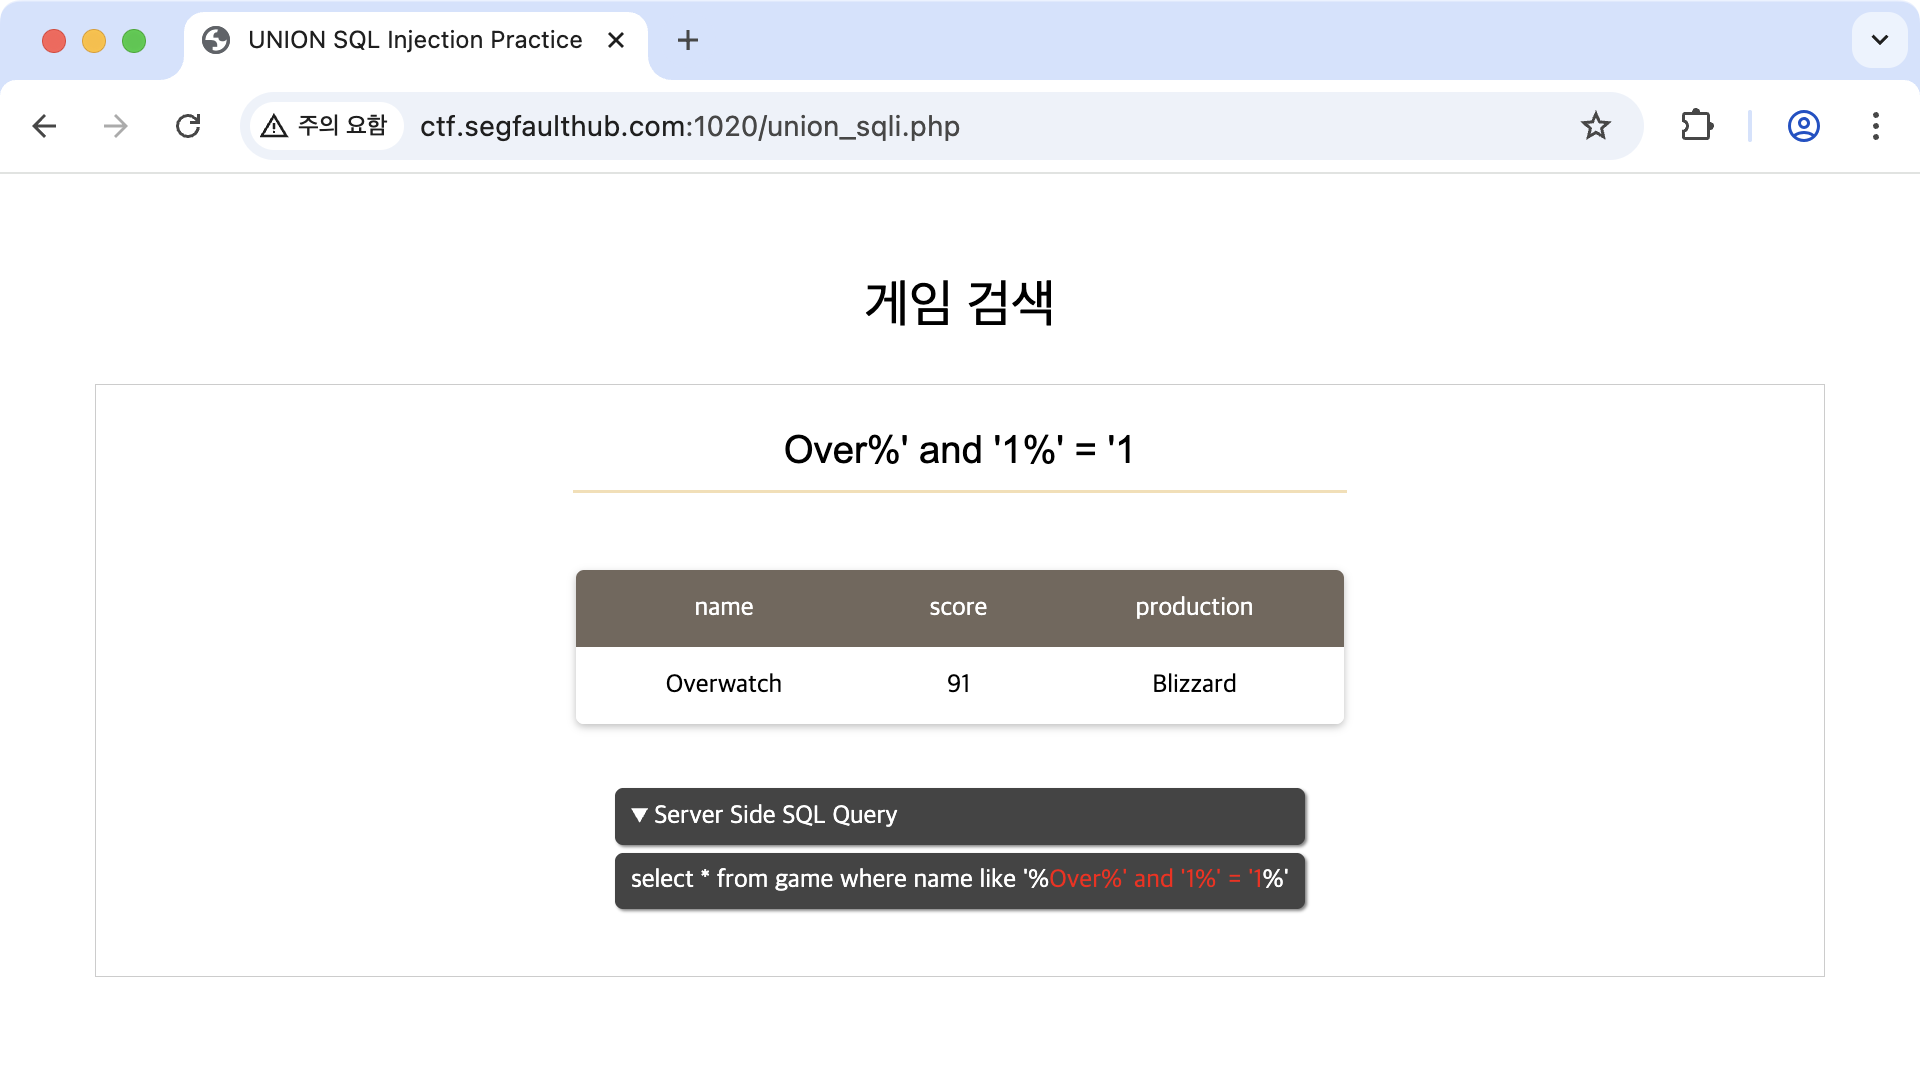 UNION SQL Injection Practice
주의 요함 ctf.segfaulthub.com:1020/union_sqli.php
게임 검색
Over%' and '1%' = '1
name score production
Overwatch 91 Blizzard
▼ Server Side SQL Query
select * from game where name like '%Over%' and '1%' = '1%'